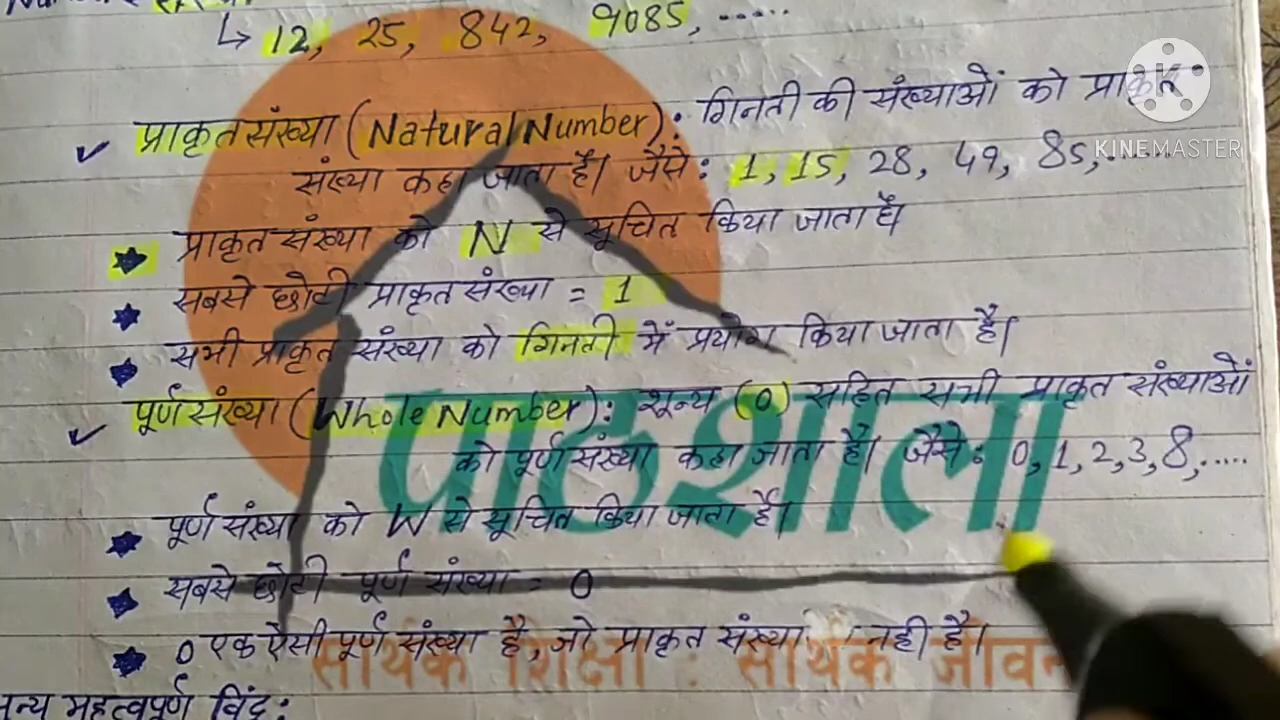 ↳ 12, 25, 842, 9085, .....
✓ प्राकृत संख्या (Natural Number): गिनती की संख्याओं को प्राकृत
संख्या कहा जाता है। जैसे: 1, 15, 28, 49, 85, .....
★ प्राकृत संख्या को N से सूचित किया जाता है।
★ सबसे छोटी प्राकृत संख्या = 1
★ सभी प्राकृत संख्या को गिनती में प्रयोग किया जाता है।
✓ पूर्ण संख्या (Whole Number): शून्य (0) सहित सभी प्राकृत संख्याओं
को पूर्ण संख्या कहा जाता है। जैसे: 0, 1, 2, 3, 8, .....
★ पूर्ण संख्या को W से सूचित किया जाता है।
★ सबसे छोटी पूर्ण संख्या = 0
★ 0 एक ऐसी पूर्ण संख्या है, जो प्राकृत संख्या नही है।
महत्वपूर्ण बिंदु:
पाठशाला
सार्थक शिक्षा : सार्थक जीवन
K
KINEMASTER